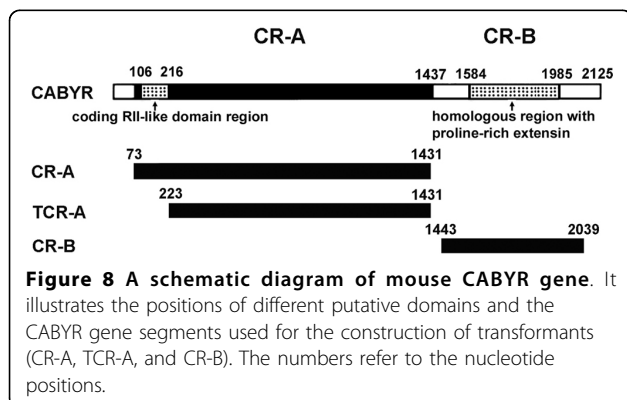 CR-A CR-B
106 216 1437 1584 1985 2125
CABYR
coding RII-like domain region homologous region with
proline-rich extensin
73 1431
CR-A
223 1431
TCR-A
1443 2039
CR-B
Figure 8 A schematic diagram of mouse CABYR gene. It
illustrates the positions of different putative domains and the
CABYR gene segments used for the construction of transformants
(CR-A, TCR-A, and CR-B). The numbers refer to the nucleotide
positions.